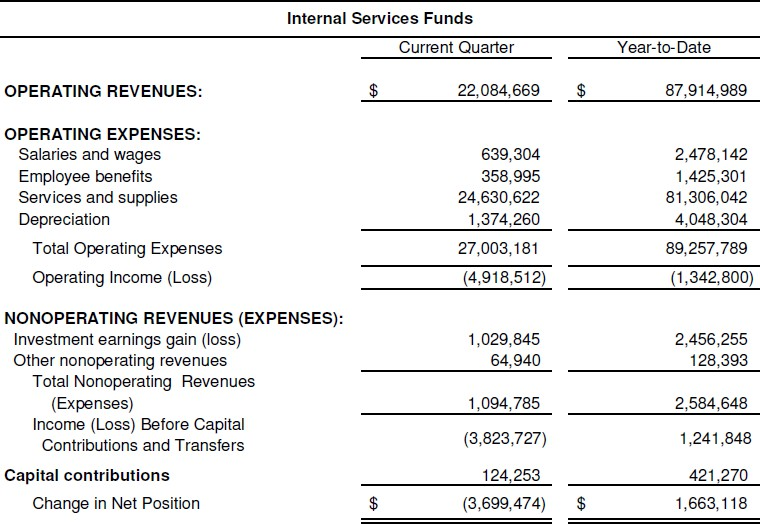 Internal Services Funds
Current Quarter Year-to-Date
OPERATING REVENUES: $ 22,084,669 $ 87,914,989
OPERATING EXPENSES:
Salaries and wages 639,304 2,478,142
Employee benefits 358,995 1,425,301
Services and supplies 24,630,622 81,306,042
Depreciation 1,374,260 4,048,304
Total Operating Expenses 27,003,181 89,257,789
Operating Income (Loss) (4,918,512) (1,342,800)
NONOPERATING REVENUES (EXPENSES):
Investment earnings gain (loss) 1,029,845 2,456,255
Other nonoperating revenues 64,940 128,393
Total Nonoperating Revenues
(Expenses) 1,094,785 2,584,648
Income (Loss) Before Capital
Contributions and Transfers (3,823,727) 1,241,848
Capital contributions 124,253 421,270
Change in Net Position $ (3,699,474) $ 1,663,118